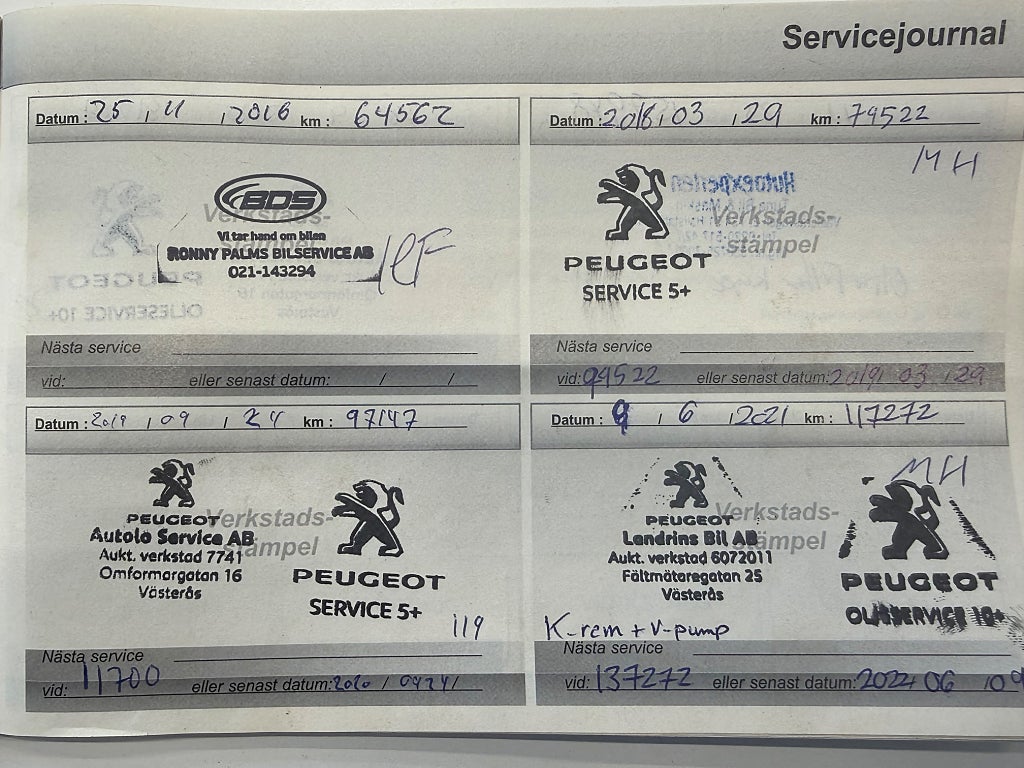 Servicejournal
Datum : 25 / 11 / 2016 km : 64562
BDS
Verkstads-
stämpel
Vi tar hand om bilen
RONNY PALMS BILSERVICE AB
021-143294
Nästa service
vid: eller senast datum: / /
Datum : 2018 / 03 / 29 km : 79522
MH
Verkstads-
stämpel
PEUGEOT
SERVICE 5+
Nästa service
vid: 94522 eller senast datum: 2019 / 03 / 29
Datum : 2019 / 09 / 24 km : 97147
Verkstads-
stämpel
PEUGEOT
Autolo Service AB
Aukt. verkstad 7741
Omformargatan 16
Västerås
PEUGEOT
SERVICE 5+
119
Nästa service
vid: 11700 eller senast datum: 2020 / 0924 /
Datum : 9 / 6 / 2021 km : 117272
MH
Verkstads-
stämpel
PEUGEOT
Landrins Bil AB
Aukt. verkstad 6072011
Fältmätaregatan 25
Västerås
PEUGEOT
OLJESERVICE 10+
K-rem + V-pump
Nästa service
vid: 137272 eller senast datum: 2022 06 / 09